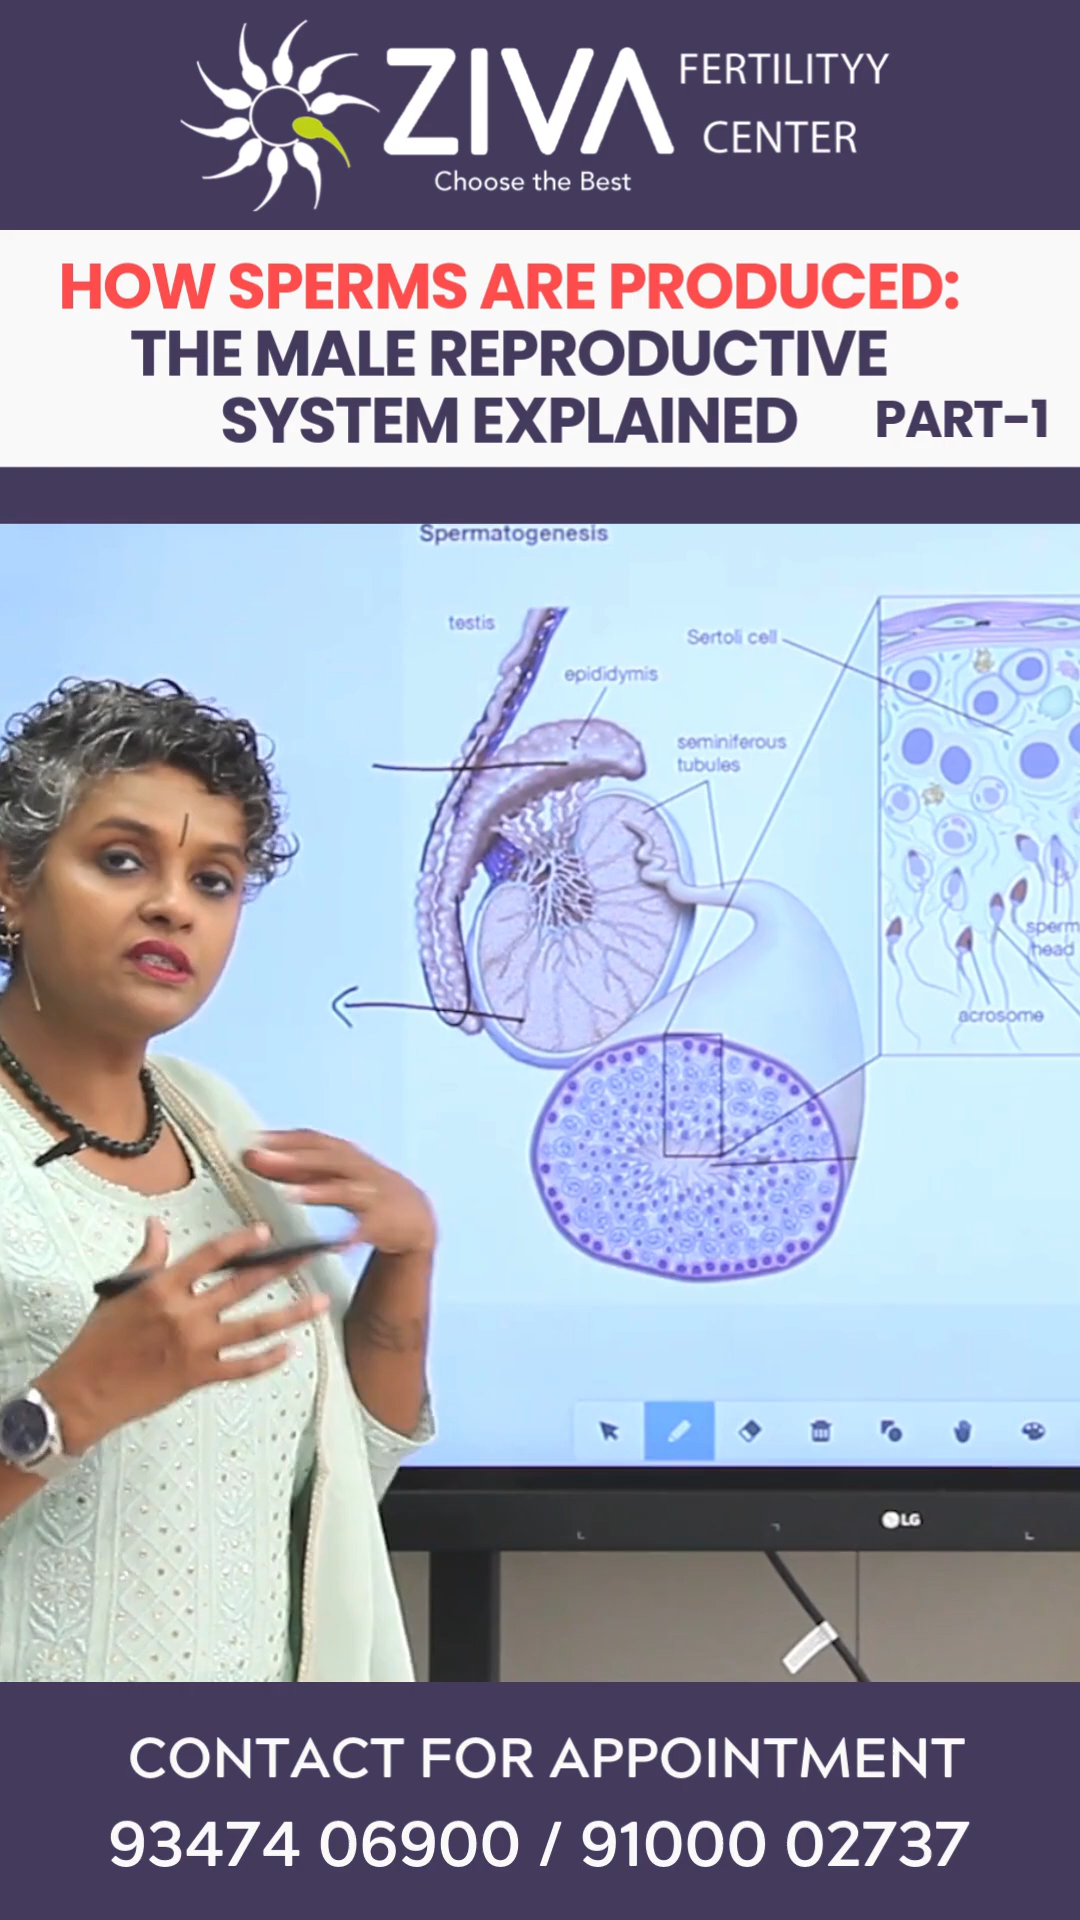 ZIVA FERTILITYY
CENTER
Choose the Best
HOW SPERMS ARE PRODUCED:
THE MALE REPRODUCTIVE
SYSTEM EXPLAINED PART-1
Spermatogenesis
testis
Sertoli cell
epididymis
seminiferous
tubules
sperm
head
acrosome
LG
CONTACT FOR APPOINTMENT
93474 06900 / 91000 02737